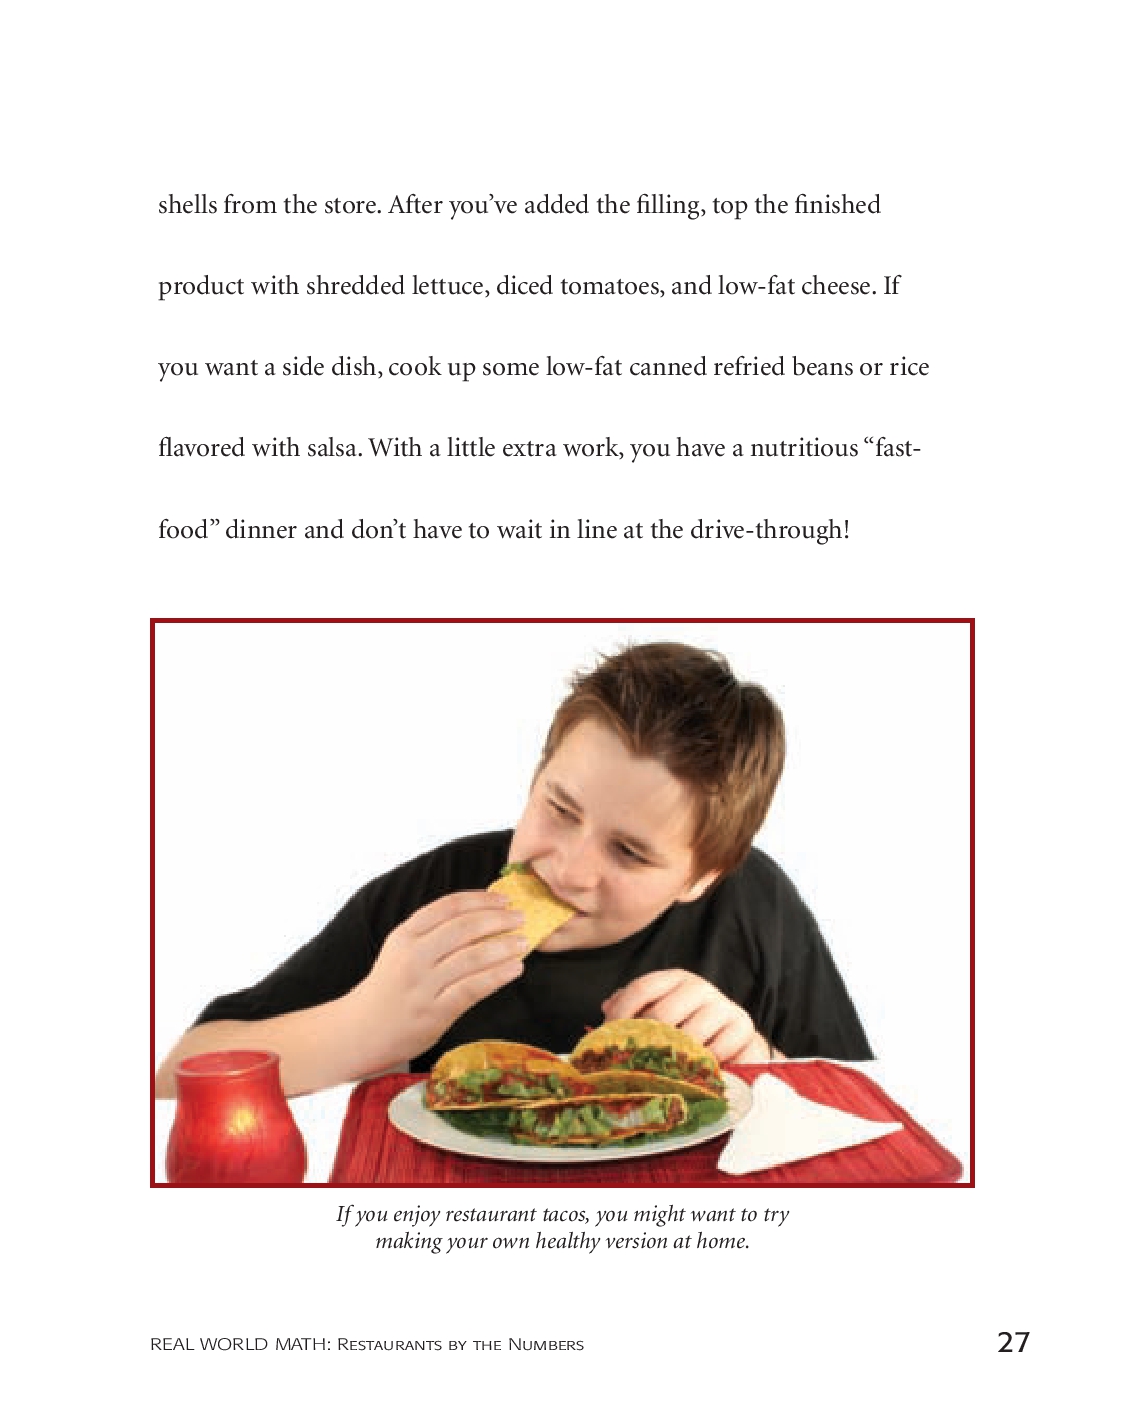 shells from the store. After you’ve added the filling, top the finished
product with shredded lettuce, diced tomatoes, and low-fat cheese. If
you want a side dish, cook up some low-fat canned refried beans or rice
flavored with salsa. With a little extra work, you have a nutritious “fast-
food” dinner and don’t have to wait in line at the drive-through!
If you enjoy restaurant tacos, you might want to try
making your own healthy version at home.
REAL WORLD MATH: Restaurants by the Numbers
27